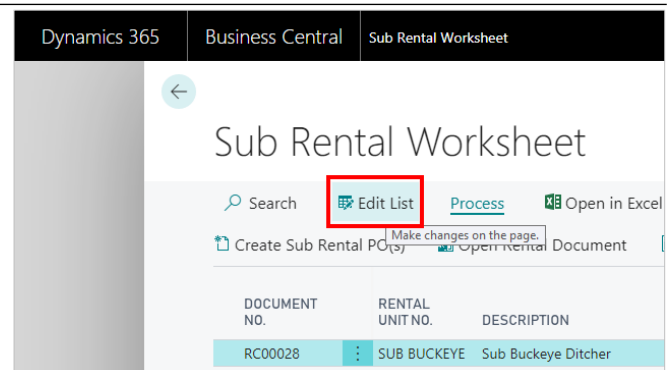 Dynamics 365 Business Central Sub Rental Worksheet
Sub Rental Worksheet
Search Edit List Process Open in Excel
Make changes on the page.
Create Sub Rental PO(s) Open Rental Document
DOCUMENT NO. RENTAL UNIT NO. DESCRIPTION
RC00028 SUB BUCKEYE Sub Buckeye Ditcher